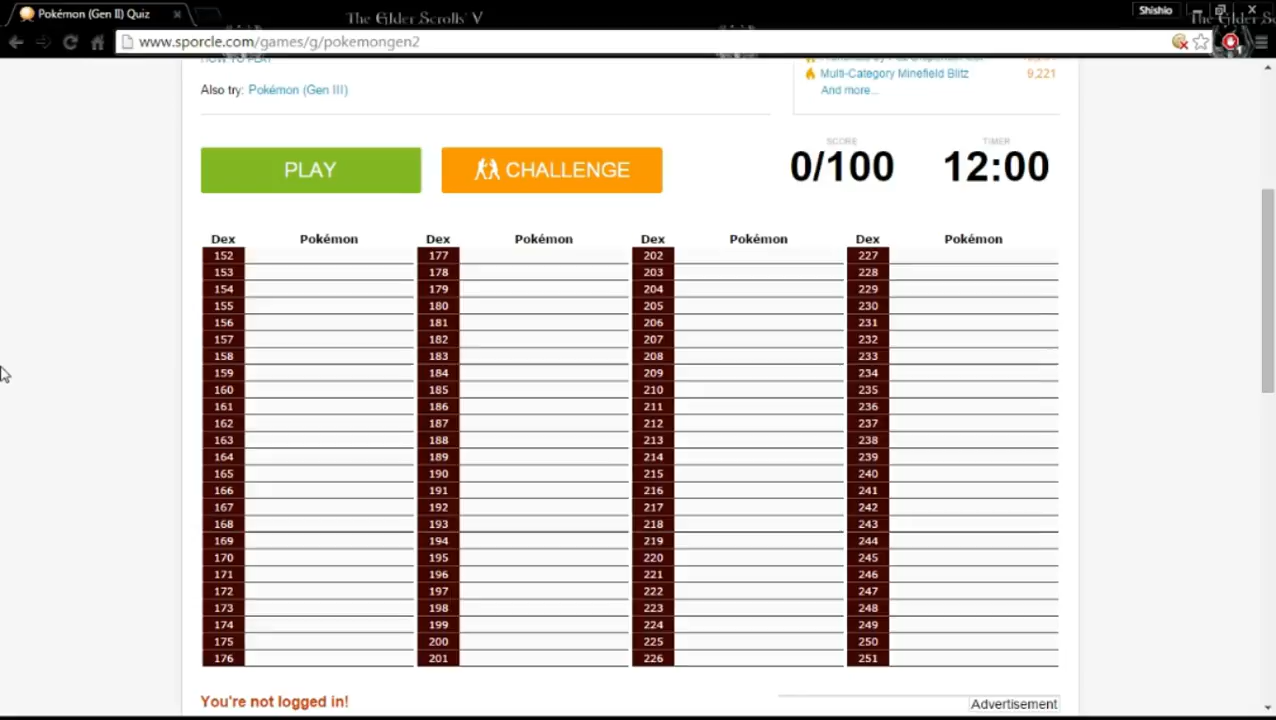 Pokémon (Gen II) Quiz
The Elder Scrolls V
Shishio
www.sporcle.com/games/g/pokemongen2
HOW TO PLAY
Multi-Category Minefield Blitz 9,221
And more...
Also try: Pokémon (Gen III)
PLAY
CHALLENGE
SCORE
0/100
TIMER
12:00
Dex Pokémon Dex Pokémon Dex Pokémon Dex Pokémon
152 177 202 227
153 178 203 228
154 179 204 229
155 180 205 230
156 181 206 231
157 182 207 232
158 183 208 233
159 184 209 234
160 185 210 235
161 186 211 236
162 187 212 237
163 188 213 238
164 189 214 239
165 190 215 240
166 191 216 241
167 192 217 242
168 193 218 243
169 194 219 244
170 195 220 245
171 196 221 246
172 197 222 247
173 198 223 248
174 199 224 249
175 200 225 250
176 201 226 251
You're not logged in!
Advertisement